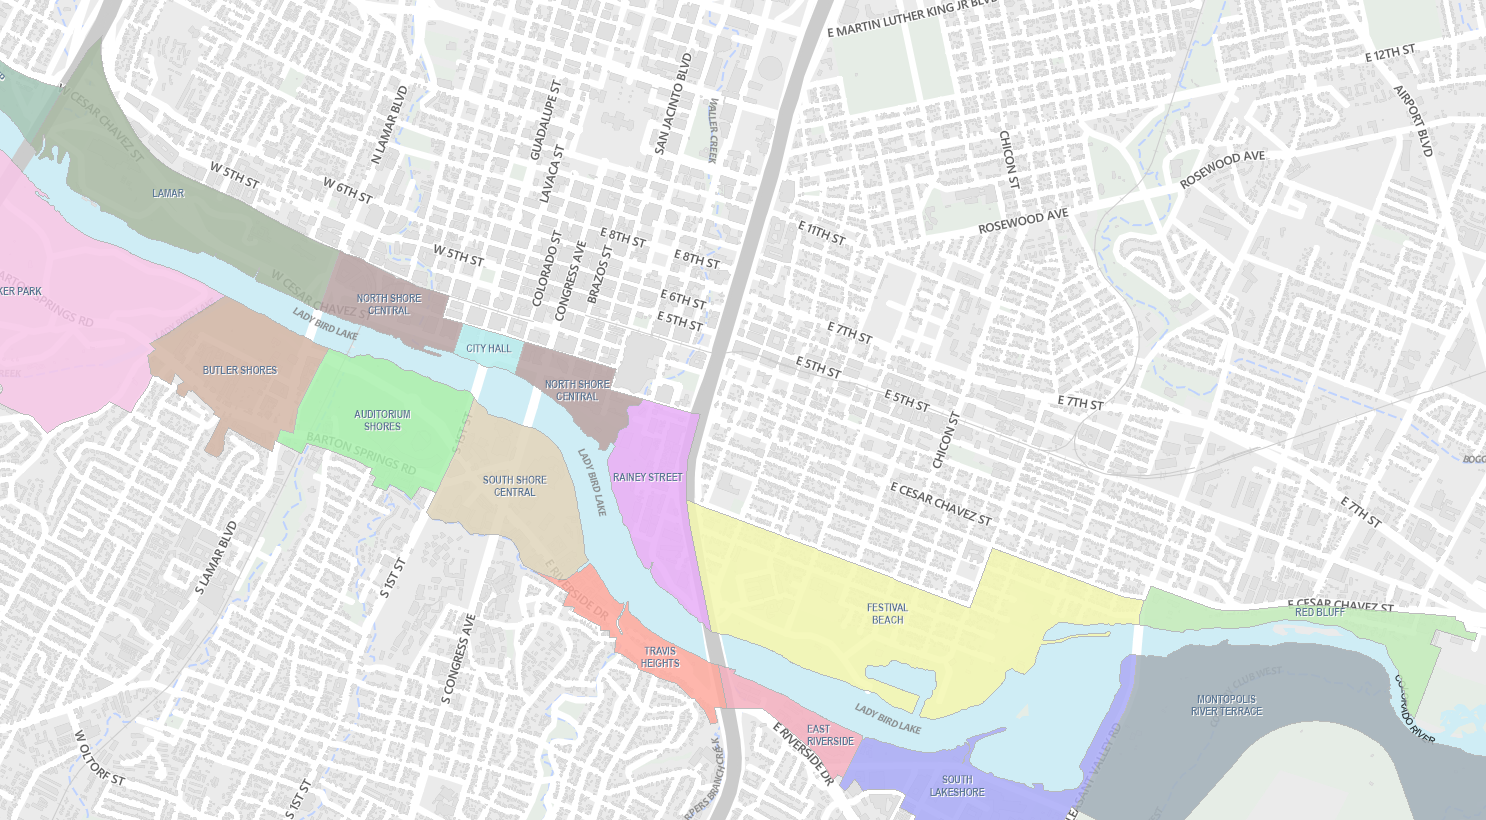 E MARTIN LUTHER KING JR BLVD
E 12TH ST
AIRPORT BLVD
N LAMAR BLVD
GUADALUPE ST
SAN JACINTO BLVD
WALLER CREEK
W CESAR CHAVEZ ST
CHICON ST
ROSEWOOD AVE
LAVACA ST
W 5TH ST
W 6TH ST
LAMAR
ROSEWOOD AVE
E 11TH ST
E 8TH ST
E 8TH ST
W 5TH ST
COLORADO ST
CONGRESS AVE
BRAZOS ST
KER PARK
BARTON SPRINGS RD
W CESAR CHAVEZ ST
NORTH SHORE
CENTRAL
E 6TH ST
E 5TH ST
LADY BIRD LAKE
E 7TH ST
CITY HALL
E 5TH ST
BUTLER SHORES
CREEK
NORTH SHORE
CENTRAL
E 5TH ST
E 7TH ST
AUDITORIUM
SHORES
S 1ST ST
CHICON ST
BARTON SPRINGS RD
BOGG
LADY BIRD LAKE
RAINEY STREET
SOUTH SHORE
CENTRAL
E CESAR CHAVEZ ST
E 7TH ST
S LAMAR BLVD
S 1ST ST
E RIVERSIDE DR
FESTIVAL
BEACH
E CESAR CHAVEZ ST
RED BLUFF
S CONGRESS AVE
TRAVIS
HEIGHTS
CLUB WEST
MONTOPOLIS
RIVER TERRACE
COLORADO RIVER
LADY BIRD LAKE
EAST
RIVERSIDE
E RIVERSIDE DR
W OLTORF ST
PLEASANT VALLEY RD
SOUTH
LAKESHORE
S 1ST ST
RPERS BRANCH CREEK